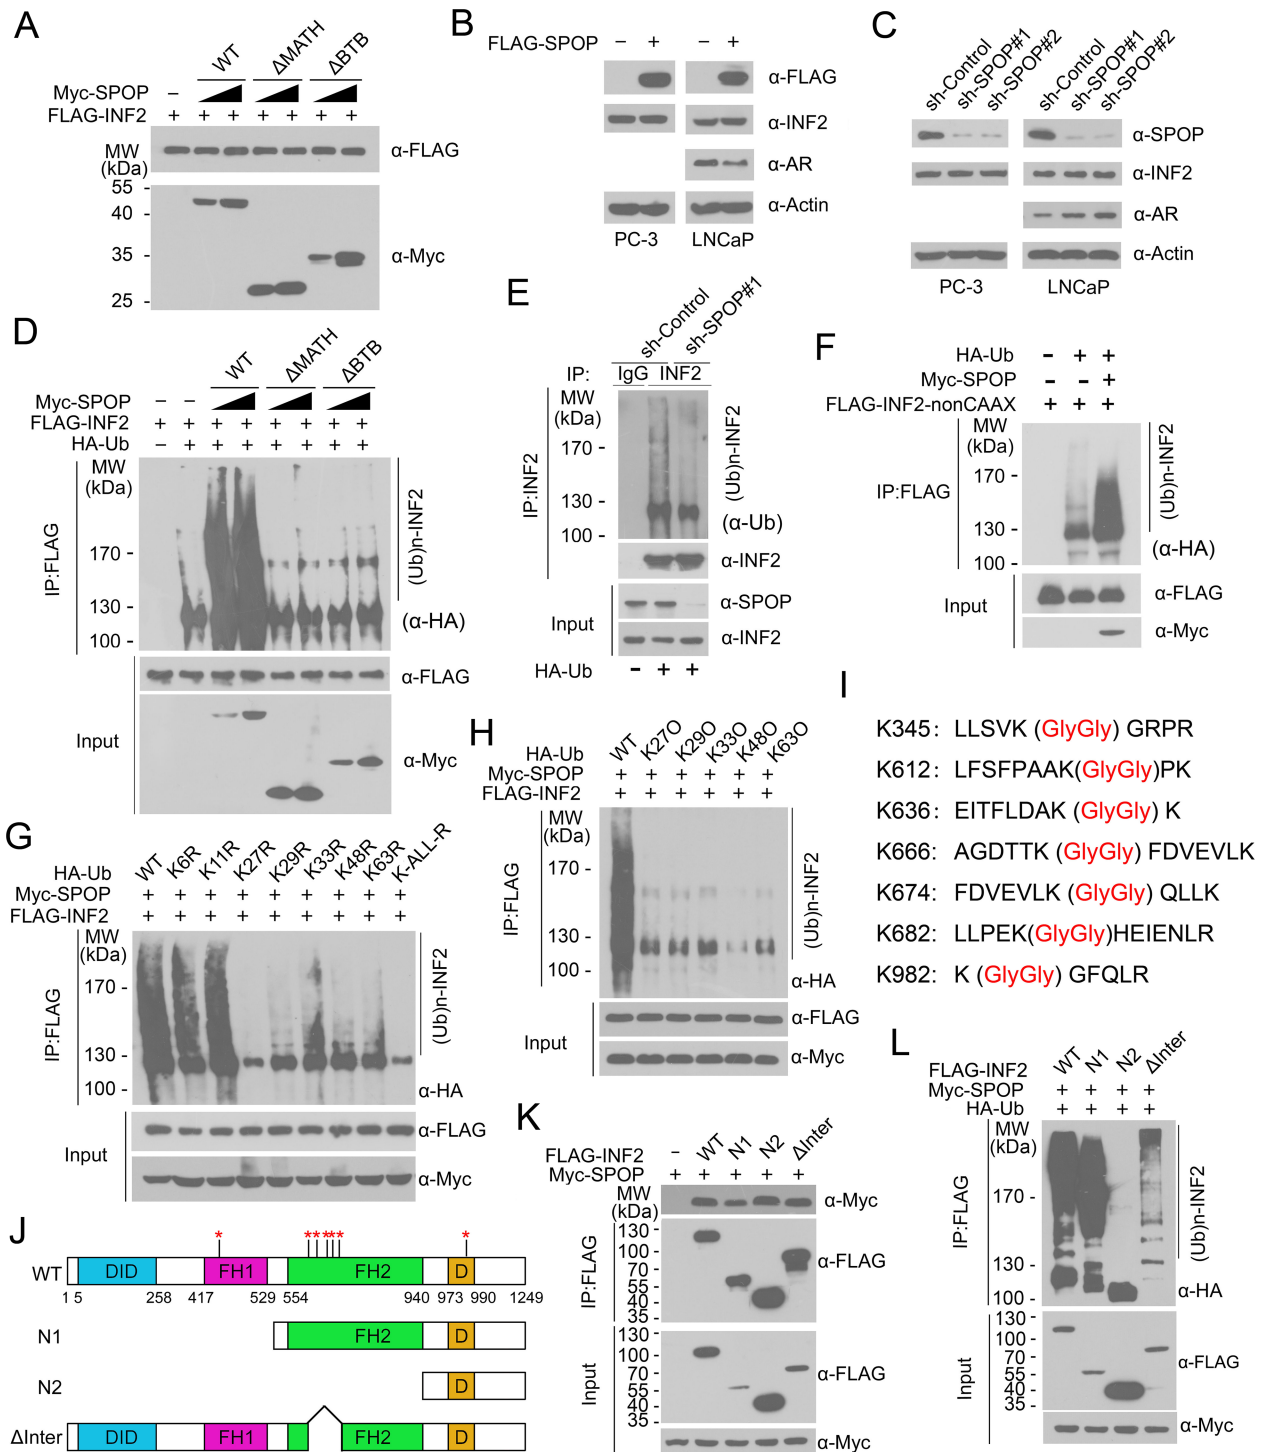 A
WT ΔMATH ΔBTB
Myc-SPOP –
FLAG-INF2 + + + + + + +
MW
(kDa)
α-FLAG
55 -
40 -
35 -
25 -
α-Myc
B
FLAG-SPOP – + – +
α-FLAG
α-INF2
α-AR
α-Actin
PC-3 LNCaP
C
sh-Control sh-SPOP#1 sh-SPOP#2 sh-Control sh-SPOP#1 sh-SPOP#2
α-SPOP
α-INF2
α-AR
α-Actin
PC-3 LNCaP
D
WT ΔMATH ΔBTB
Myc-SPOP – –
FLAG-INF2 + + + + + + + +
HA-Ub – + + + + + + +
MW
(kDa)
170 -
130 -
100 -
IP:FLAG
(Ub)n-INF2
(α-HA)
α-FLAG
Input
α-Myc
E
sh-Control sh-SPOP#1
IP: IgG INF2
MW
(kDa)
170 -
130 -
100 -
IP:INF2
(Ub)n-INF2
(α-Ub)
α-INF2
α-SPOP
Input
α-INF2
HA-Ub – + +
F
HA-Ub – + +
Myc-SPOP – – +
FLAG-INF2-nonCAAX + + +
MW
(kDa)
170 -
IP:FLAG
130 -
100 -
(Ub)n-INF2
(α-HA)
α-FLAG
Input
α-Myc
G
HA-Ub WT K6R K11R K27R K29R K33R K48R K63R K-ALL-R
Myc-SPOP + + + + + + + + +
FLAG-INF2 + + + + + + + + +
MW
(kDa)
170 -
130 -
100 -
IP:FLAG
(Ub)n-INF2
α-HA
α-FLAG
Input
α-Myc
H
HA-Ub WT K27O K29O K33O K48O K63O
Myc-SPOP + + + + + +
FLAG-INF2 + + + + + +
MW
(kDa)
170 -
130 -
100 -
IP:FLAG
(Ub)n-INF2
α-HA
α-FLAG
Input
α-Myc
I
K345: LLSVK (GlyGly) GRPR
K612: LFSFPAAK(GlyGly)PK
K636: EITFLDAK (GlyGly) K
K666: AGDTTK (GlyGly) FDVEVLK
K674: FDVEVLK (GlyGly) QLLK
K682: LLPEK(GlyGly)HEIENLR
K982: K (GlyGly) GFQLR
J
* ** *** *
WT DID FH1 FH2 D
1 5 258 417 529 554 940 973 990 1249
N1 FH2 D
N2 D
ΔInter DID FH1 FH2 D
K
FLAG-INF2 – WT N1 N2 ΔInter
Myc-SPOP + + + + +
MW
(kDa)
α-Myc
130 -
100 -
70 -
55 -
40 -
35 -
IP:FLAG
α-FLAG
130 -
100 -
70 -
55 -
40 -
35 -
Input
α-FLAG
α-Myc
L
FLAG-INF2 WT N1 N2 ΔInter
Myc-SPOP + + + +
HA-Ub + + + +
MW
(kDa)
170 -
130 -
100 -
IP:FLAG
(Ub)n-INF2
α-HA
130 -
100 -
70 -
55 -
40 -
35 -
Input
α-FLAG
α-Myc